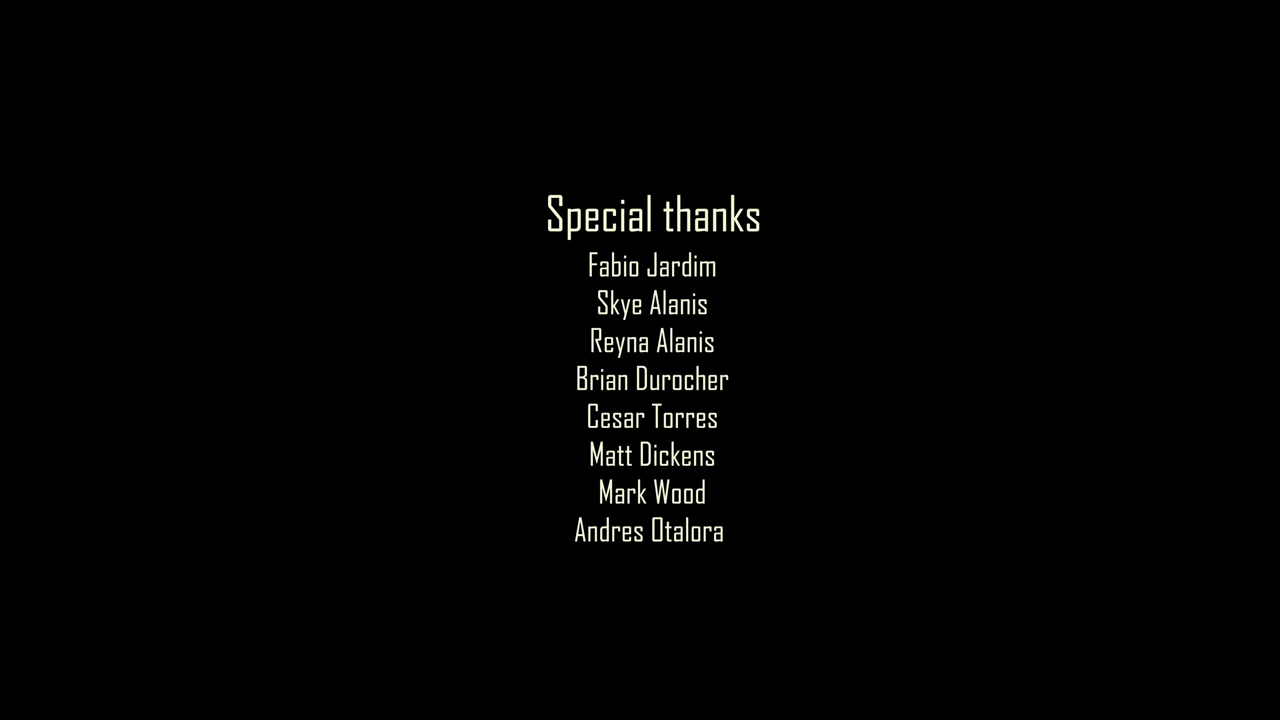 Special thanks
Fabio Jardim
Skye Alanis
Reyna Alanis
Brian Durocher
Cesar Torres
Matt Dickens
Mark Wood
Andres Otalora